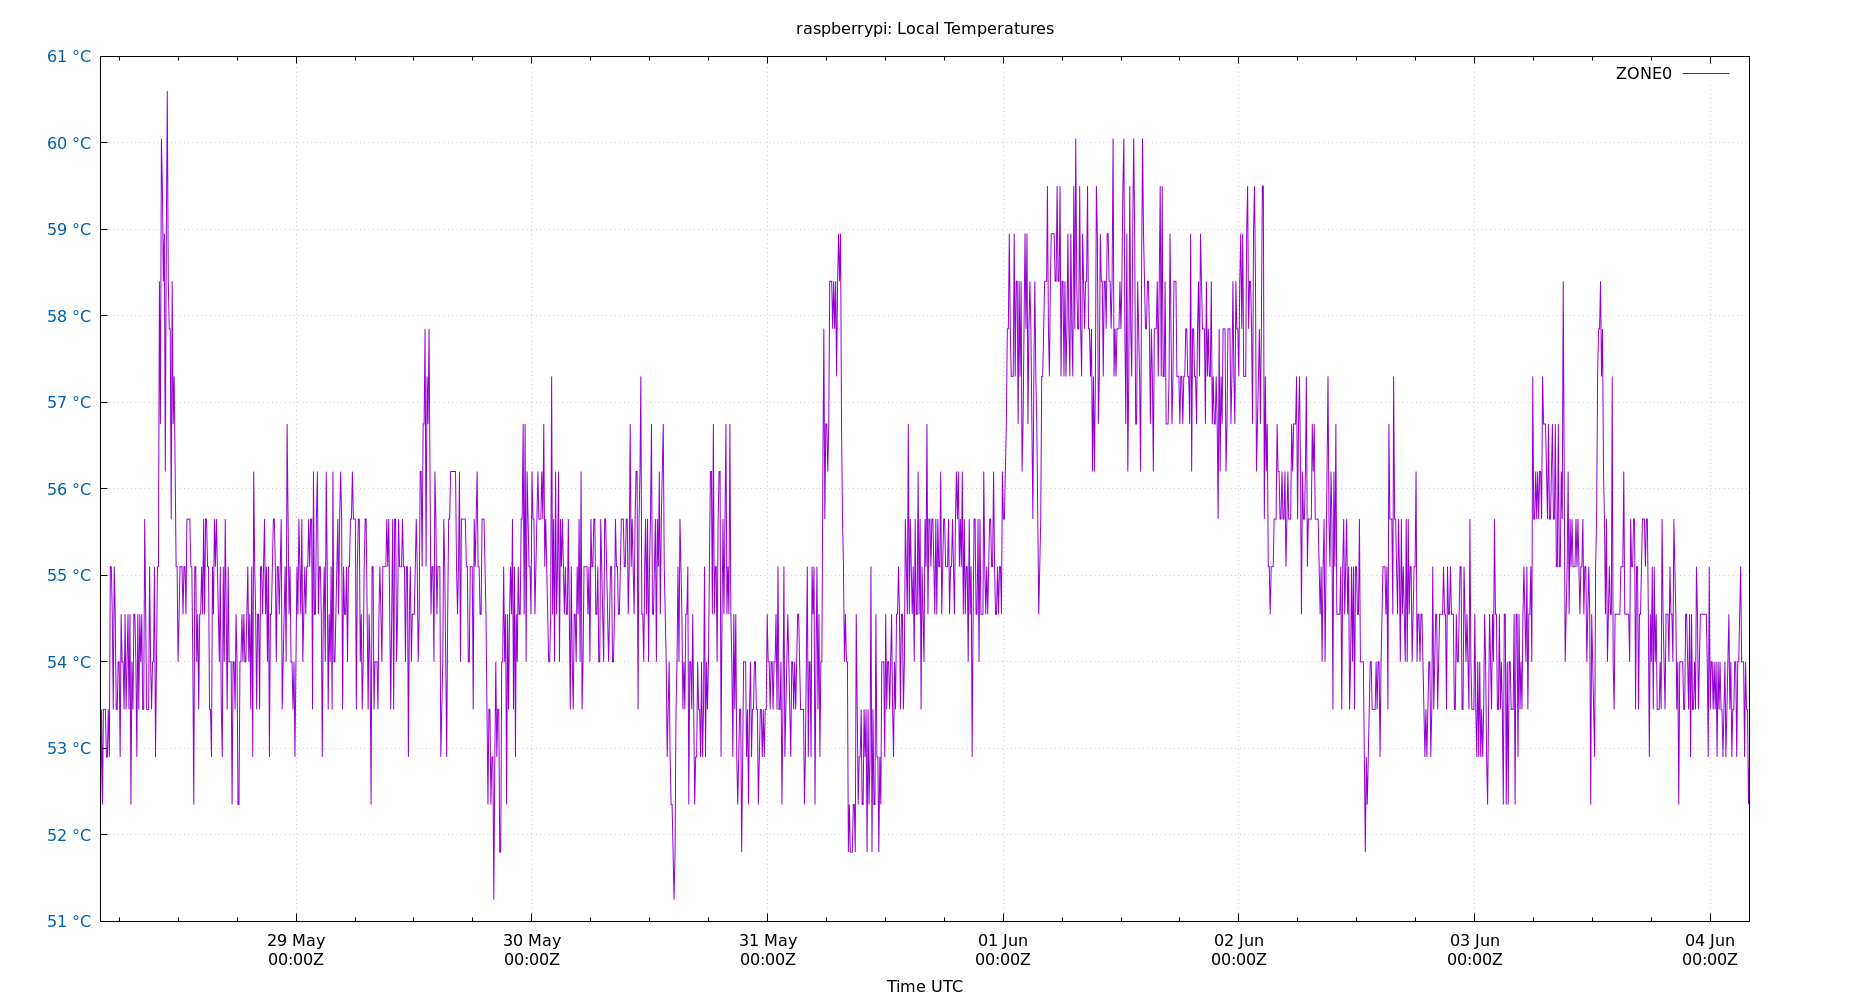 raspberrypi: Local Temperatures
61 °C
ZONE0
60 °C
59 °C
58 °C
57 °C
56 °C
55 °C
54 °C
53 °C
52 °C
51 °C
29 May 30 May 31 May 01 Jun 02 Jun 03 Jun 04 Jun
00:00Z 00:00Z 00:00Z 00:00Z 00:00Z 00:00Z 00:00Z
Time UTC